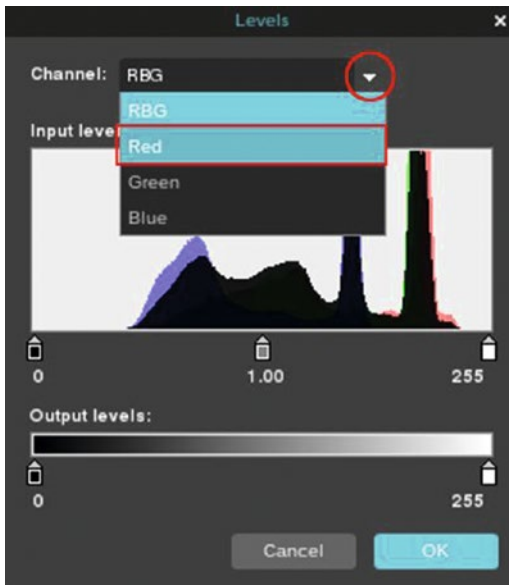 Levels
Channel: RBG
RBG
Input leve
Red
Green
Blue
0 1.00 255
Output levels:
0 255
Cancel OK